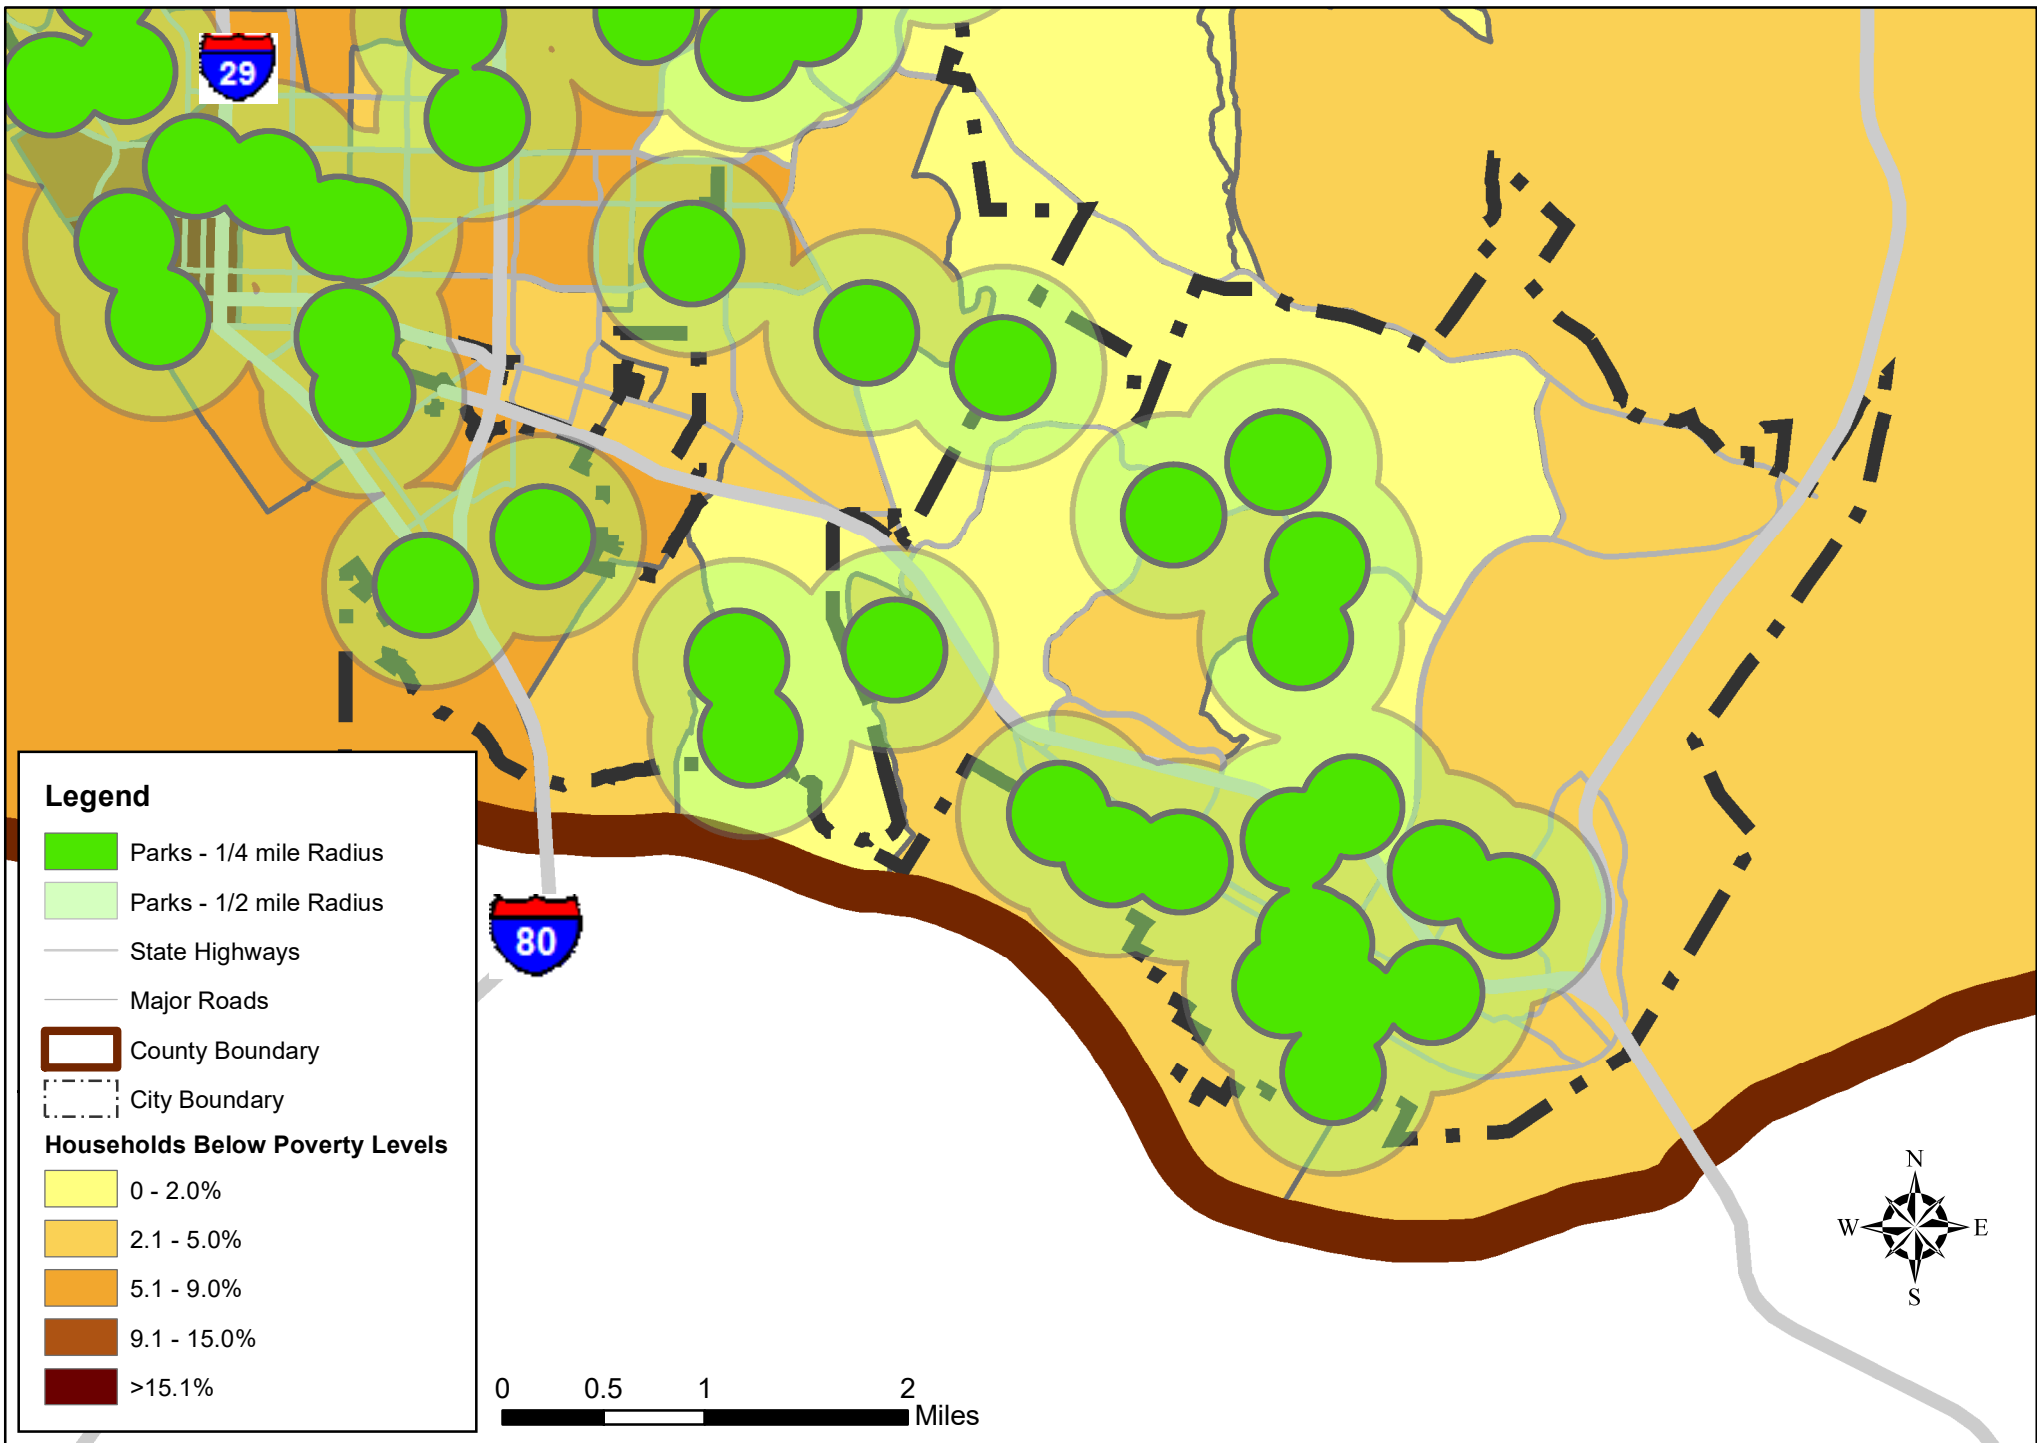 29
80
Legend
Parks - 1/4 mile Radius
Parks - 1/2 mile Radius
State Highways
Major Roads
County Boundary
City Boundary
Households Below Poverty Levels
0 - 2.0%
2.1 - 5.0%
5.1 - 9.0%
9.1 - 15.0%
>15.1%
N
W E
S
0 0.5 1 2
Miles